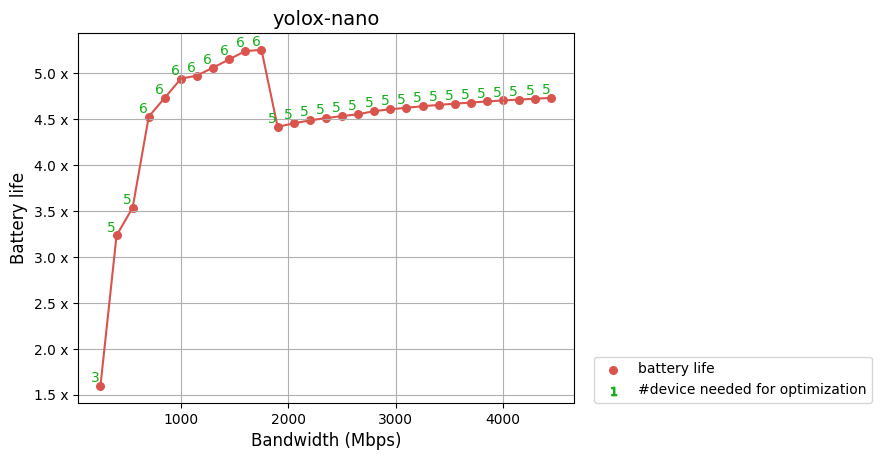 yolox-nano
Battery life
5.0 x
4.5 x
4.0 x
3.5 x
3.0 x
2.5 x
2.0 x
1.5 x
3 5 5 6 6 6 6 6 6 6 6 5 5 5 5 5 5 5 5 5 5 5 5 5 5 5 5 5 5
1000 2000 3000 4000
Bandwidth (Mbps)
battery life
1 #device needed for optimization